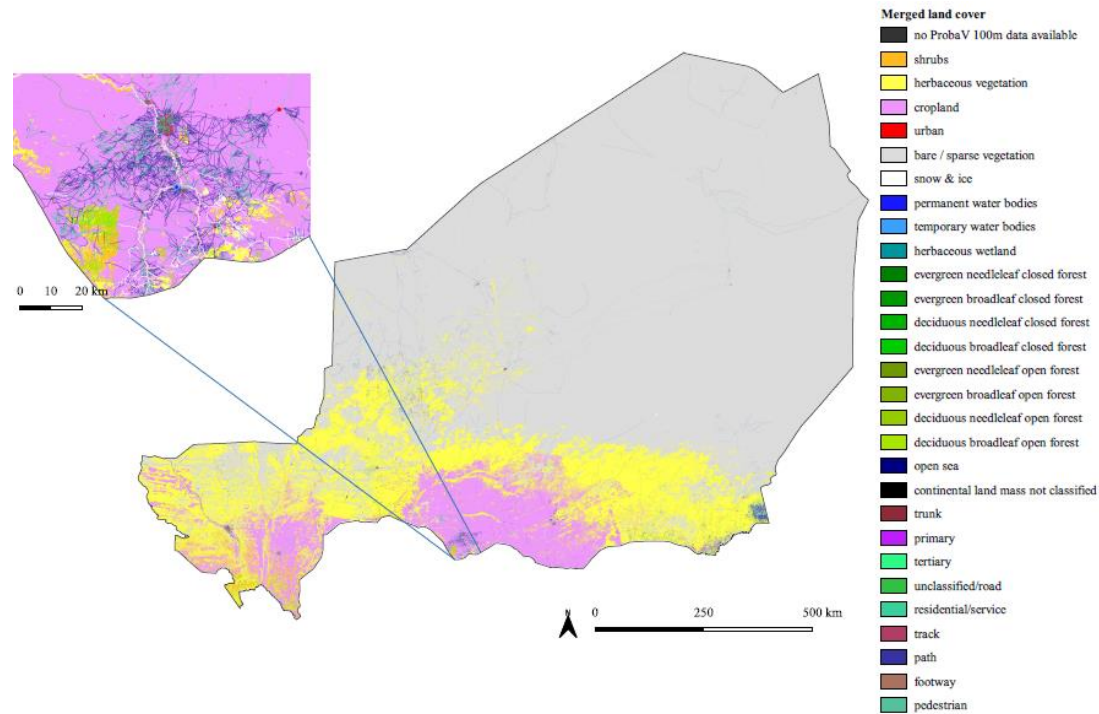 Merged land cover
no ProbaV 100m data available
shrubs
herbaceous vegetation
cropland
urban
bare / sparse vegetation
snow & ice
permanent water bodies
temporary water bodies
herbaceous wetland
evergreen needleleaf closed forest
evergreen broadleaf closed forest
deciduous needleleaf closed forest
deciduous broadleaf closed forest
evergreen needleleaf open forest
evergreen broadleaf open forest
deciduous needleleaf open forest
deciduous broadleaf open forest
open sea
continental land mass not classified
trunk
primary
tertiary
unclassified/road
residential/service
track
path
footway
pedestrian
0 10 20 km
N
0 250 500 km